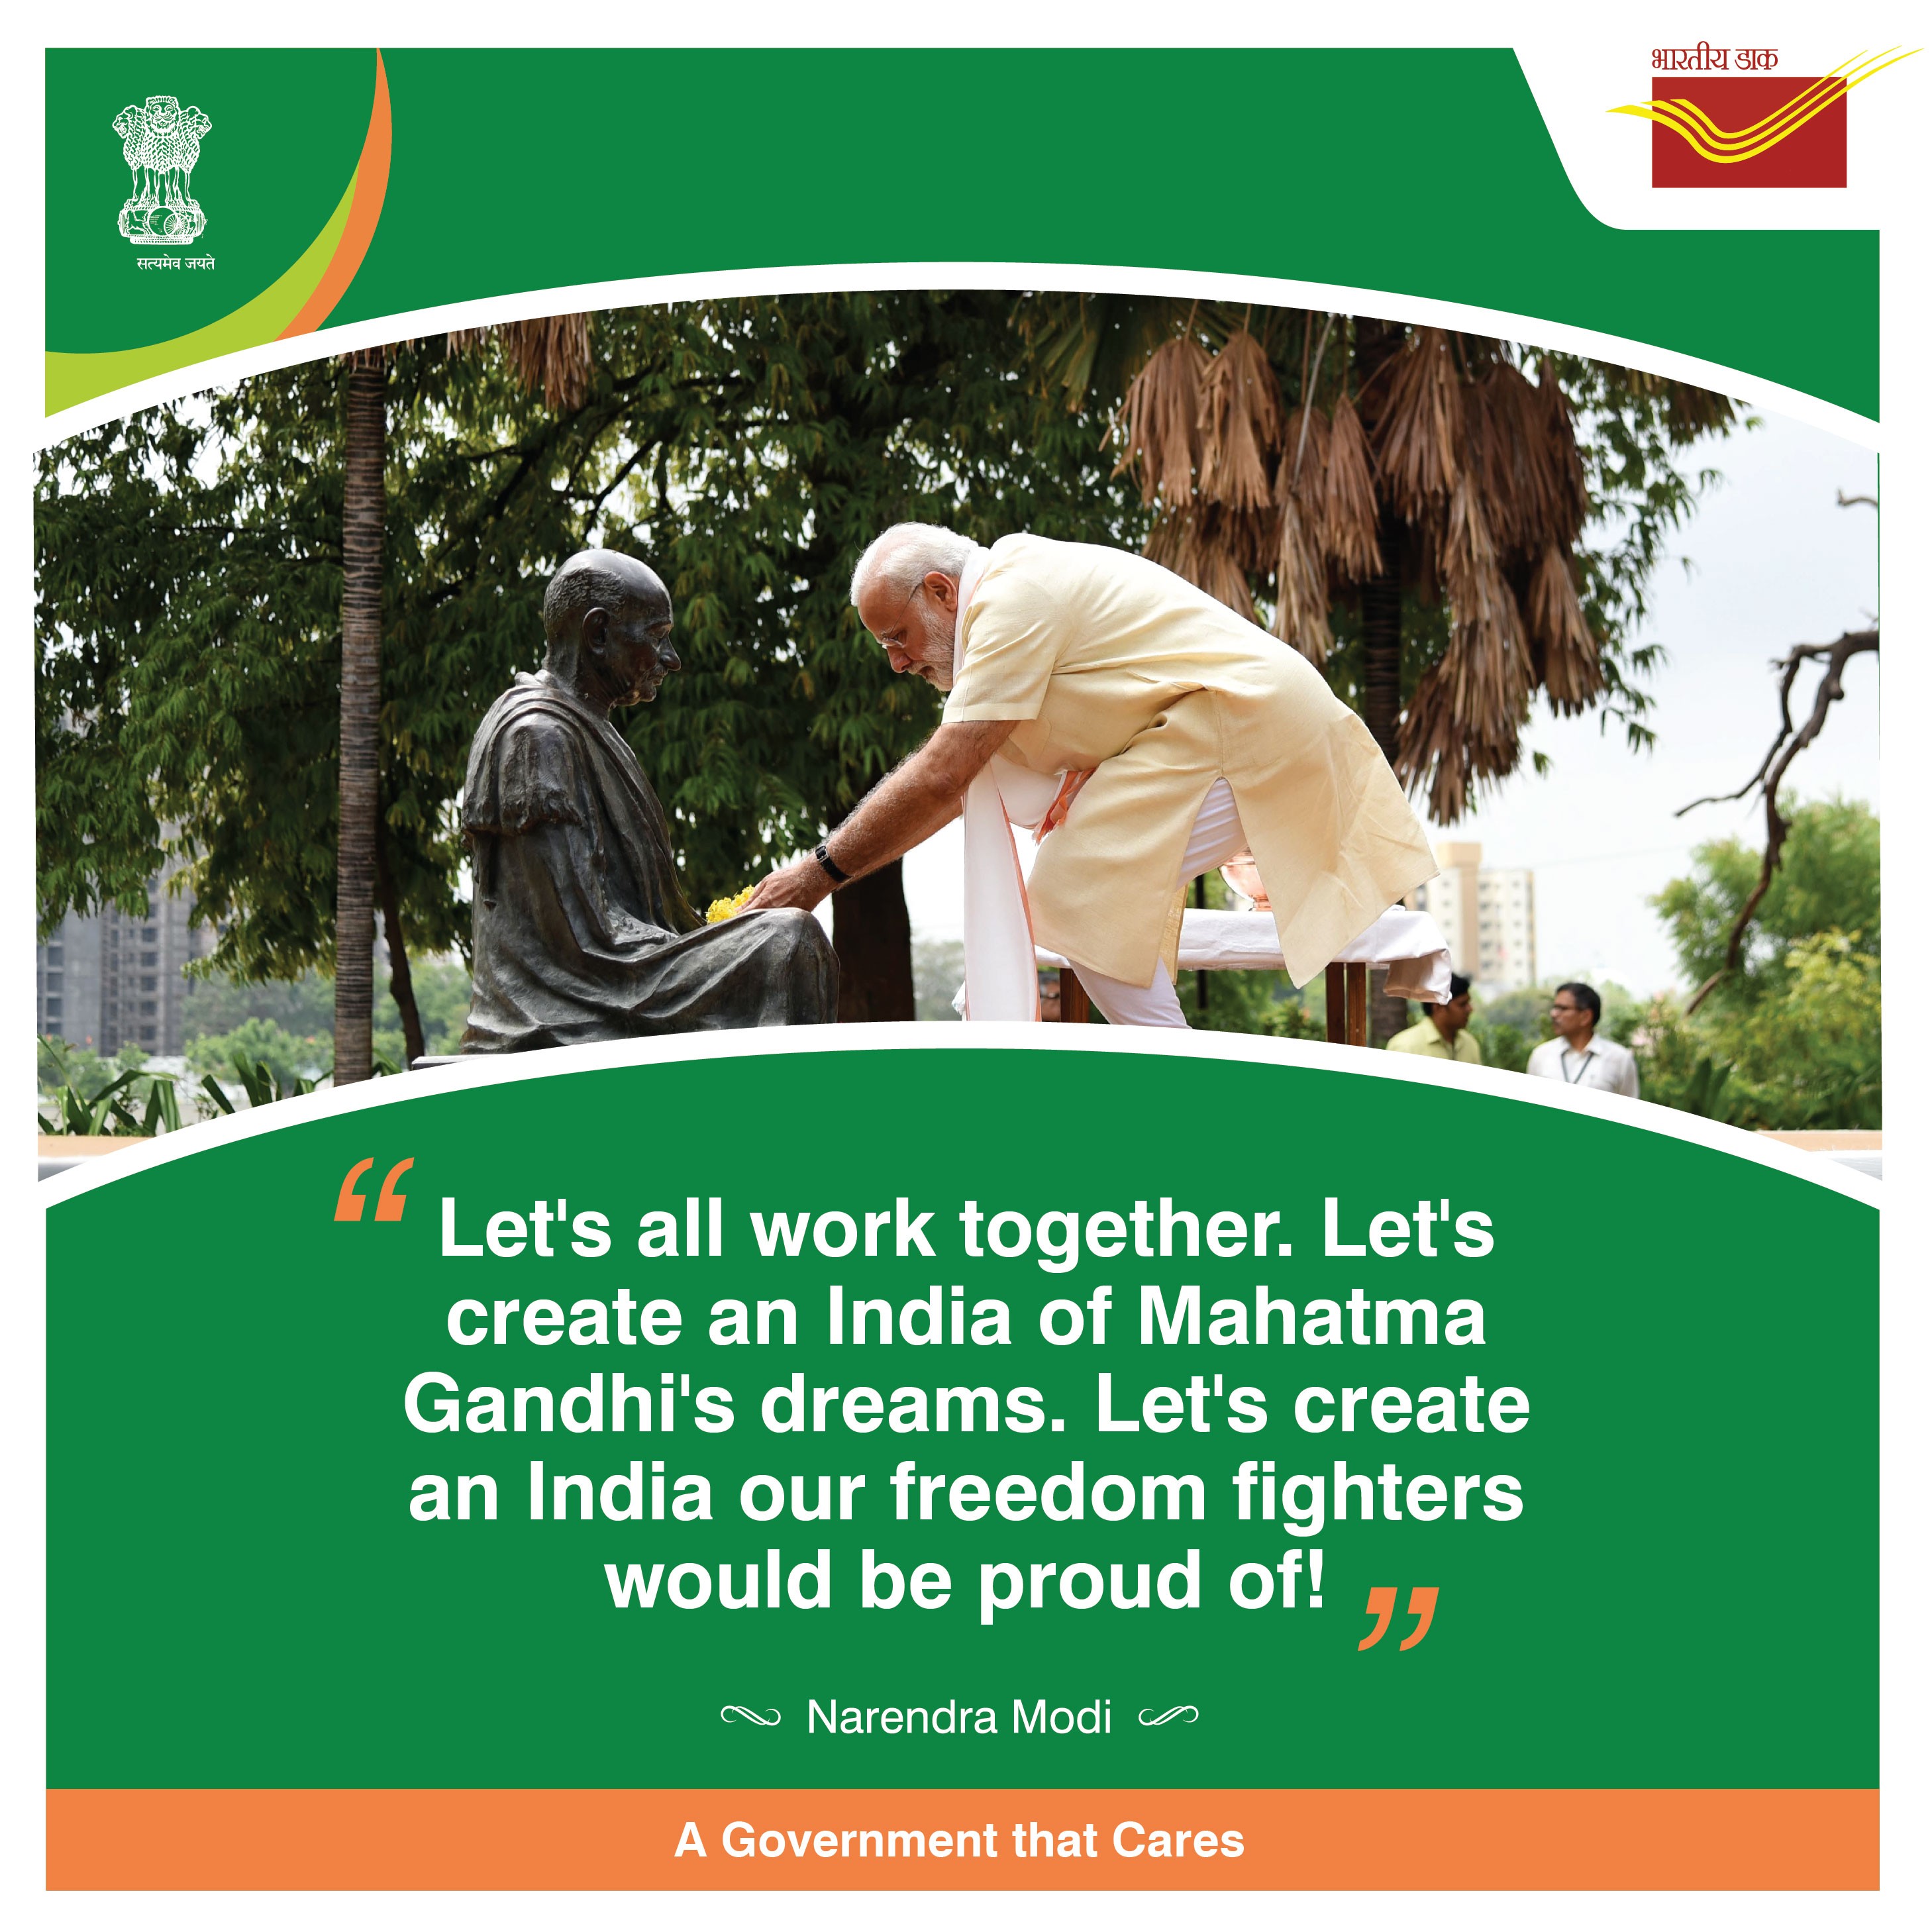 भारतीय डाक
सत्यमेव जयते
“ Let's all work together. Let's
create an India of Mahatma
Gandhi's dreams. Let's create
an India our freedom fighters
would be proud of! ”
Narendra Modi
A Government that Cares